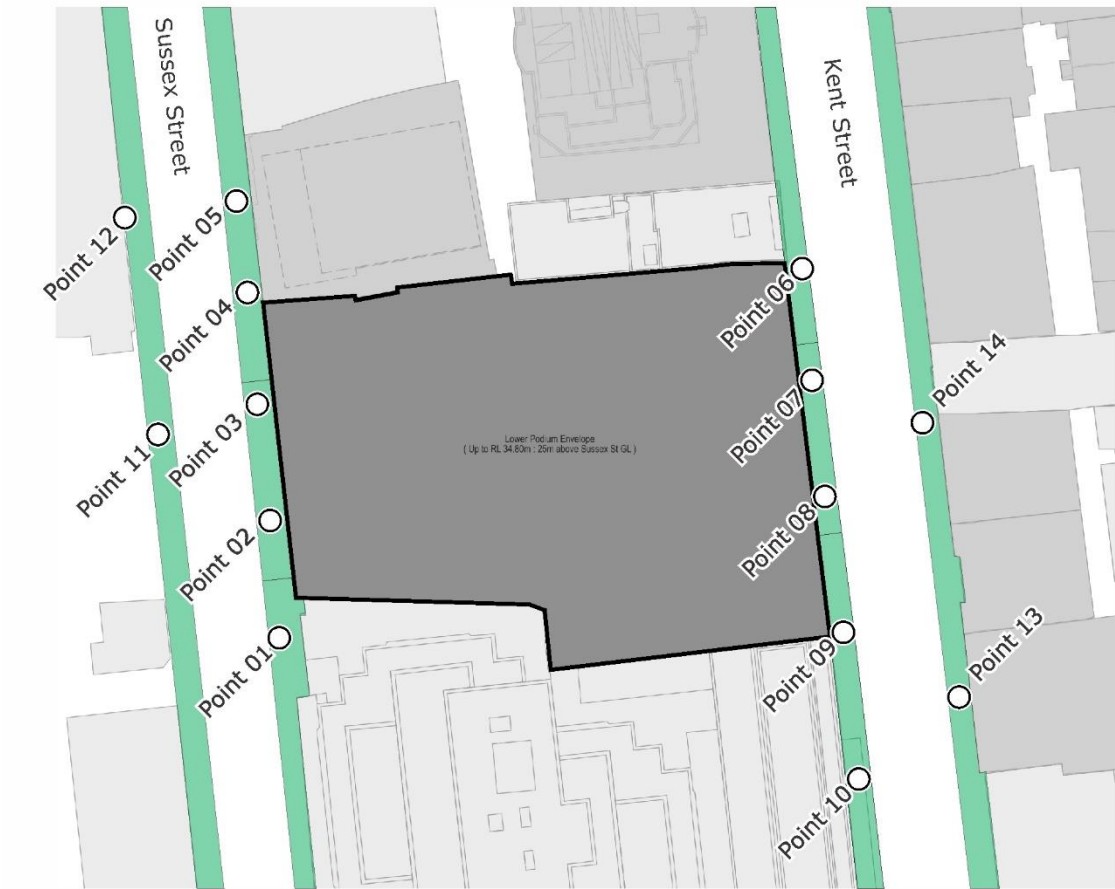 Sussex Street
Kent Street
Point 12
Point 05
Point 04
Point 06
Point 14
Point 11
Point 03
Point 07
Lower Podium Envelope
( Up to RL 34.80m : 25m above Sussex St GL )
Point 02
Point 08
Point 01
Point 09
Point 13
Point 10